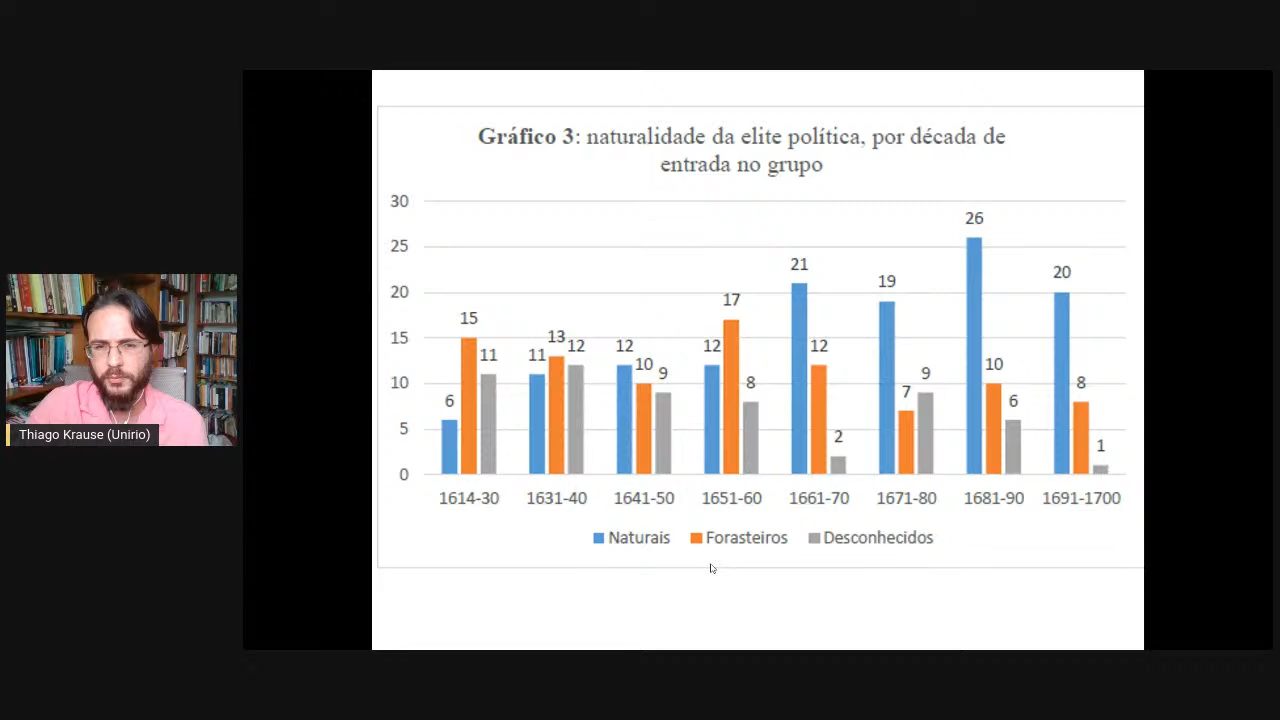 Gráfico 3: naturalidade da elite política, por década de
entrada no grupo
30
25
20
15
10
5
0
6 15 11
11 13 12
12 10 9
12 17 8
21 12 2
19 7 9
26 10 6
20 8 1
1614-30 1631-40 1641-50 1651-60 1661-70 1671-80 1681-90 1691-1700
Naturais Forasteiros Desconhecidos
Thiago Krause (Unirio)